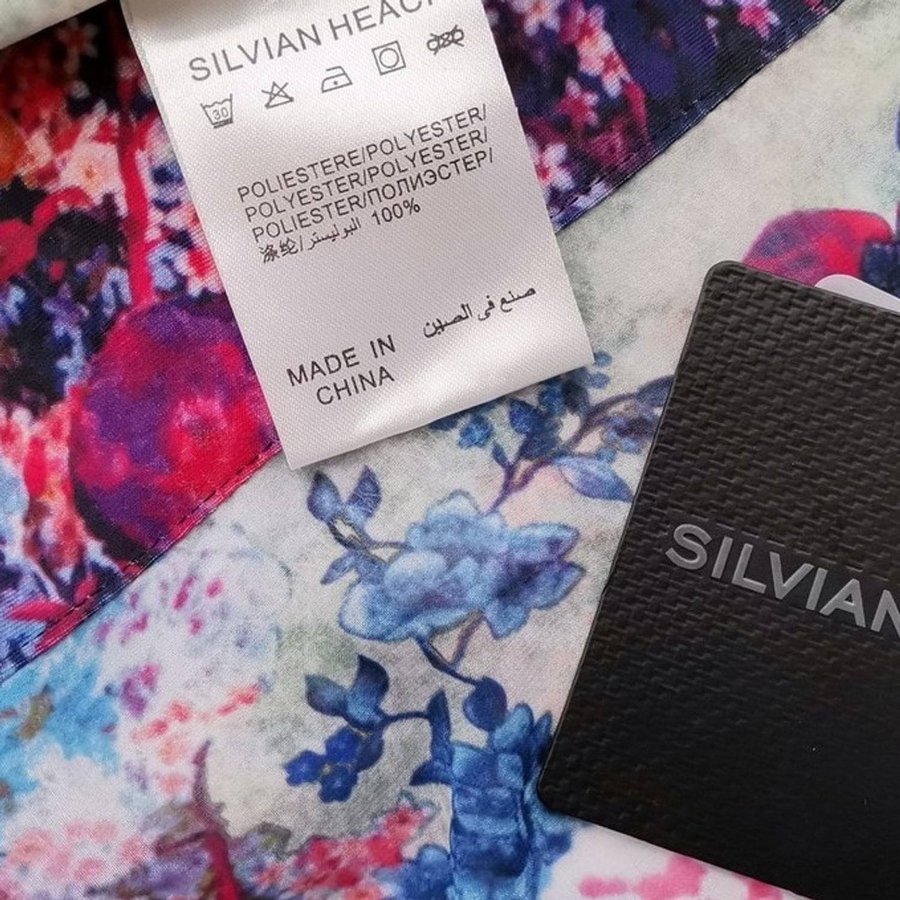 SILVIAN HEACH
30
POLIESTERE/POLYESTER/
POLYESTER/POLYESTER/
POLIESTER/ПОЛИЭСТЕР/
涤纶/البوليستر 100%
صنع في الصين
MADE IN
CHINA
SILVIAN